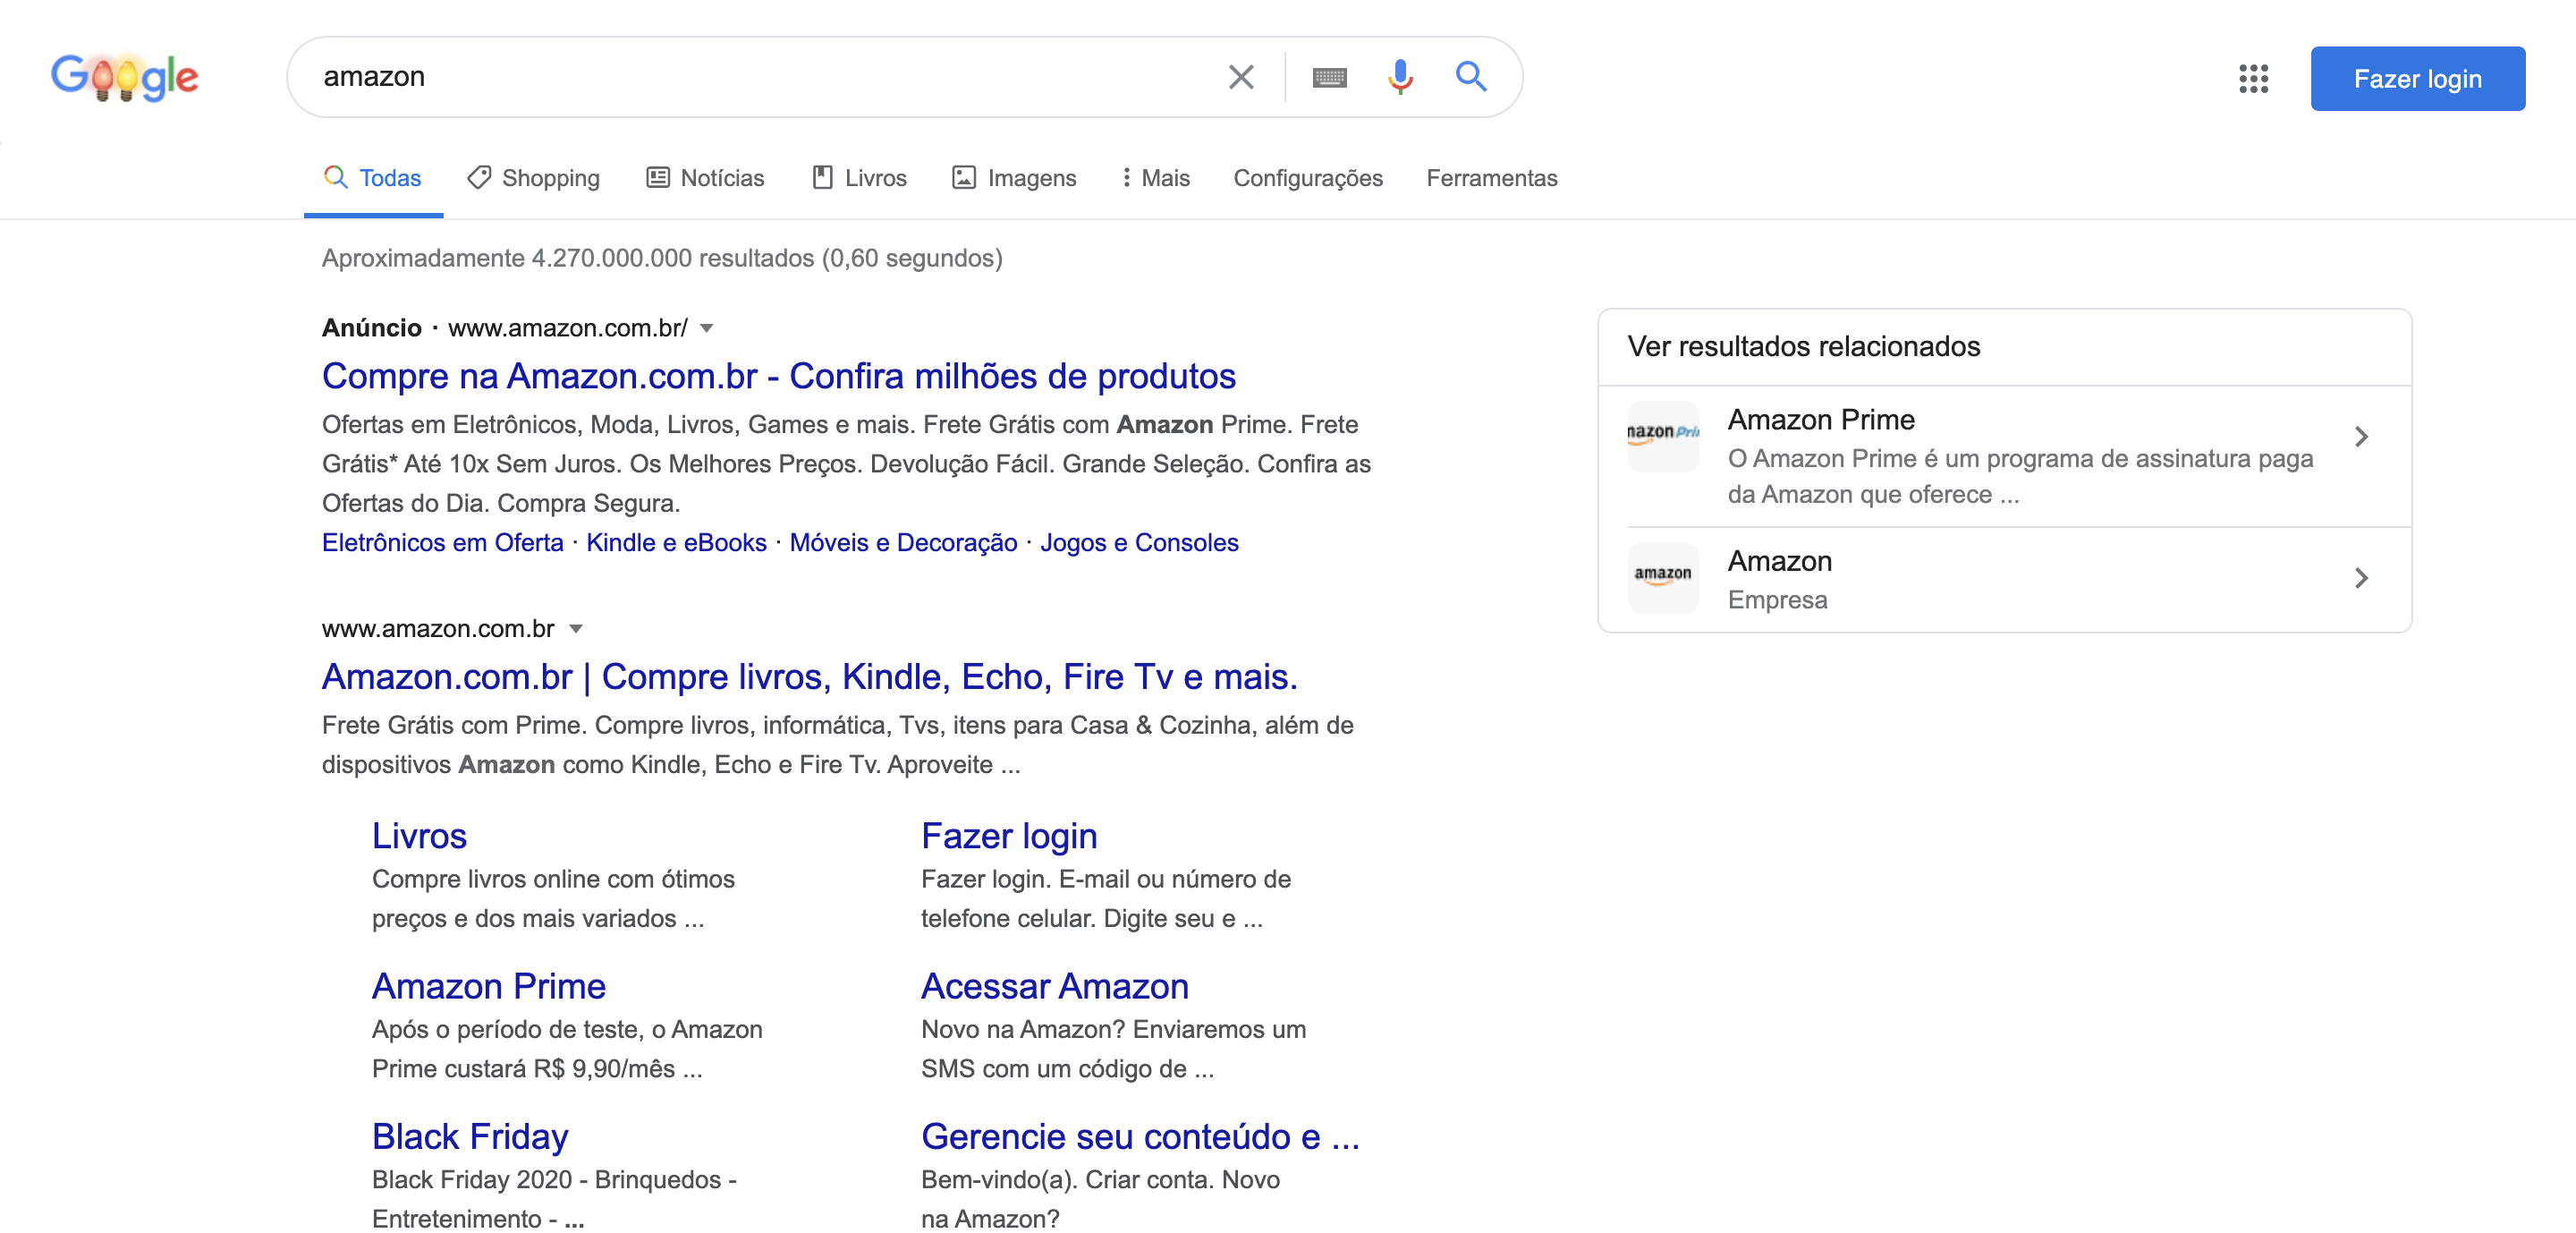 Google
amazon
Fazer login
Todas
Shopping
Notícias
Livros
Imagens
Mais
Configurações
Ferramentas
Aproximadamente 4.270.000.000 resultados (0,60 segundos)
Anúncio · www.amazon.com.br/
Compre na Amazon.com.br - Confira milhões de produtos
Ofertas em Eletrônicos, Moda, Livros, Games e mais. Frete Grátis com Amazon Prime. Frete
Grátis* Até 10x Sem Juros. Os Melhores Preços. Devolução Fácil. Grande Seleção. Confira as
Ofertas do Dia. Compra Segura.
Eletrônicos em Oferta · Kindle e eBooks · Móveis e Decoração · Jogos e Consoles
www.amazon.com.br
Amazon.com.br | Compre livros, Kindle, Echo, Fire Tv e mais.
Frete Grátis com Prime. Compre livros, informática, Tvs, itens para Casa & Cozinha, além de
dispositivos Amazon como Kindle, Echo e Fire Tv. Aproveite ...
Livros
Compre livros online com ótimos
preços e dos mais variados ...
Fazer login
Fazer login. E-mail ou número de
telefone celular. Digite seu e ...
Amazon Prime
Após o período de teste, o Amazon
Prime custará R$ 9,90/mês ...
Acessar Amazon
Novo na Amazon? Enviaremos um
SMS com um código de ...
Black Friday
Black Friday 2020 - Brinquedos -
Entretenimento - ...
Gerencie seu conteúdo e ...
Bem-vindo(a). Criar conta. Novo
na Amazon?
Ver resultados relacionados
mazon Pri
Amazon Prime
O Amazon Prime é um programa de assinatura paga
da Amazon que oferece ...
amazon
Amazon
Empresa